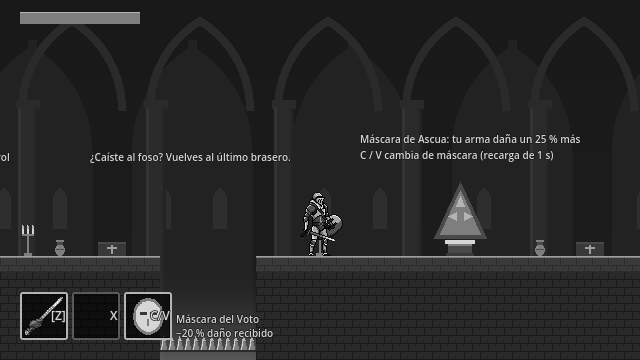 Máscara de Ascua: tu arma daña un 25 % más
C / V cambia de máscara (recarga de 1 s)
rol
¿Caíste al foso? Vuelves al último brasero.
[Z]
X
C/V
Máscara del Voto
−20 % daño recibido